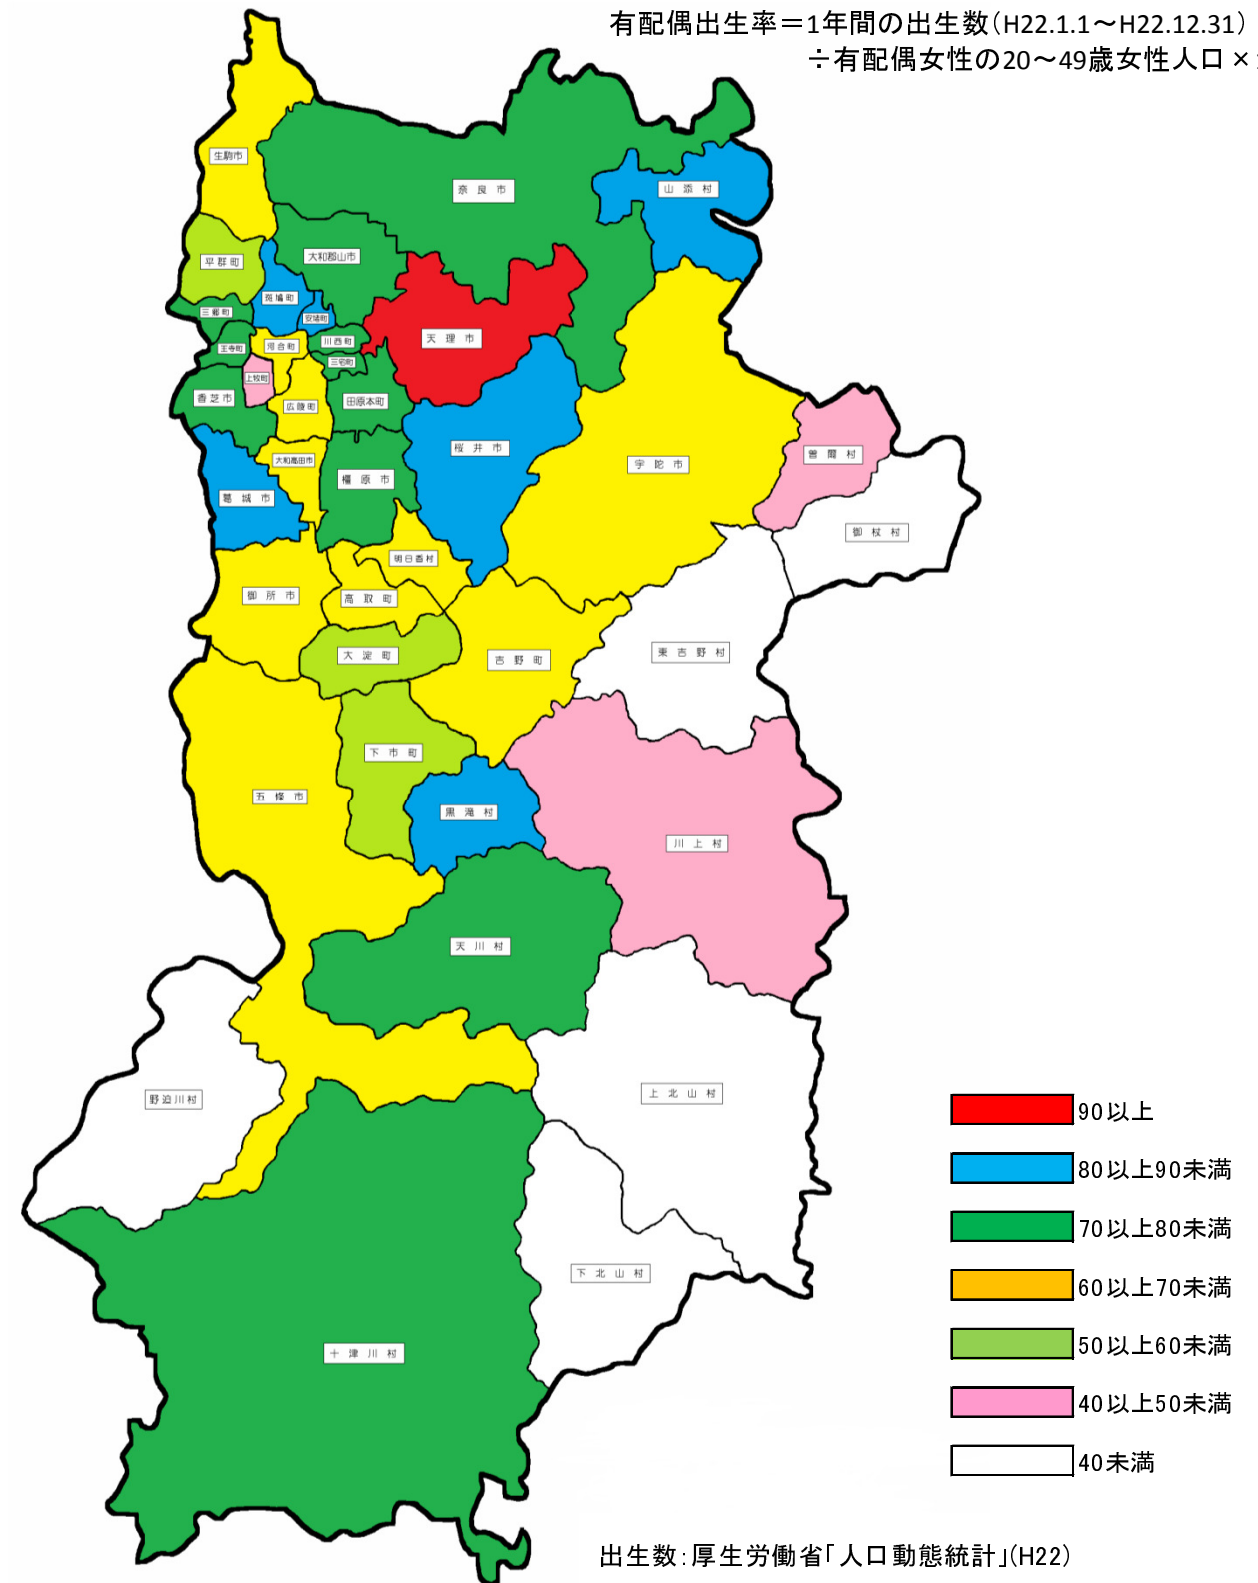 有配偶出生率＝1年間の出生数(H22.1.1～H22.12.31)
÷有配偶女性の20～49歳女性人口×
生駒市
奈良市
山添村
平群町
大和郡山市
斑鳩町
安堵町
三郷町
川西町
天理市
王寺町
河合町
三宅町
上牧町
香芝市
広陵町
田原本町
桜井市
曽爾村
大和高田市
宇陀市
橿原市
葛城市
御杖村
明日香村
御所市
高取町
大淀町
吉野町
東吉野村
下市町
五條市
黒滝村
川上村
天川村
野迫川村
上北山村
下北山村
十津川村
90以上
80以上90未満
70以上80未満
60以上70未満
50以上60未満
40以上50未満
40未満
出生数:厚生労働省「人口動態統計」(H22)